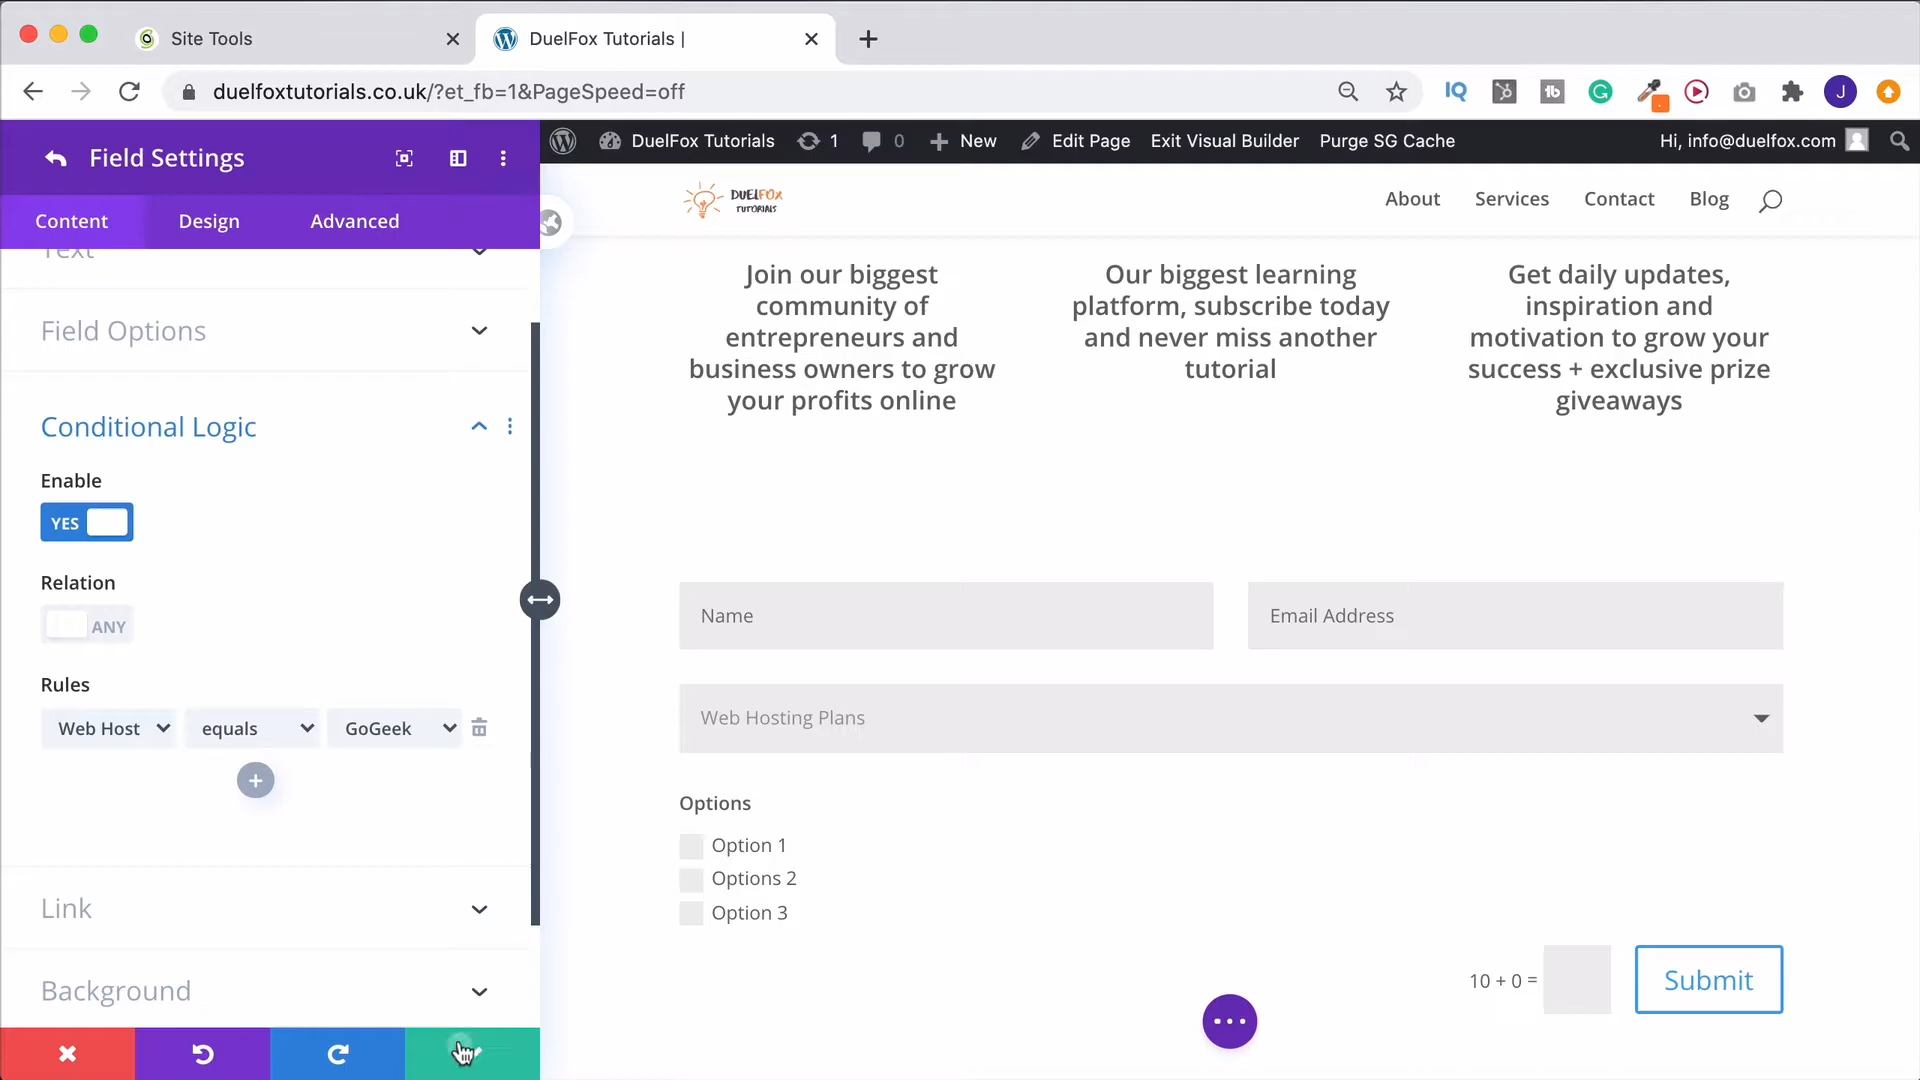 Site Tools
DuelFox Tutorials |
duelfoxtutorials.co.uk/?et_fb=1&PageSpeed=off
IQ
tb
G
J
Field Settings
DuelFox Tutorials
1
0
New
Edit Page
Exit Visual Builder
Purge SG Cache
Hi, info@duelfox.com
Content
Design
Advanced
DUELFOX
TUTORIALS
About
Services
Contact
Blog
Text
Field Options
Conditional Logic
Enable
YES
Relation
ANY
Rules
Web Host
equals
GoGeek
Link
Background
Join our biggest
community of
entrepreneurs and
business owners to grow
your profits online
Our biggest learning
platform, subscribe today
and never miss another
tutorial
Get daily updates,
inspiration and
motivation to grow your
success + exclusive prize
giveaways
Name
Email Address
Web Hosting Plans
Options
Option 1
Options 2
Option 3
10 + 0 =
Submit